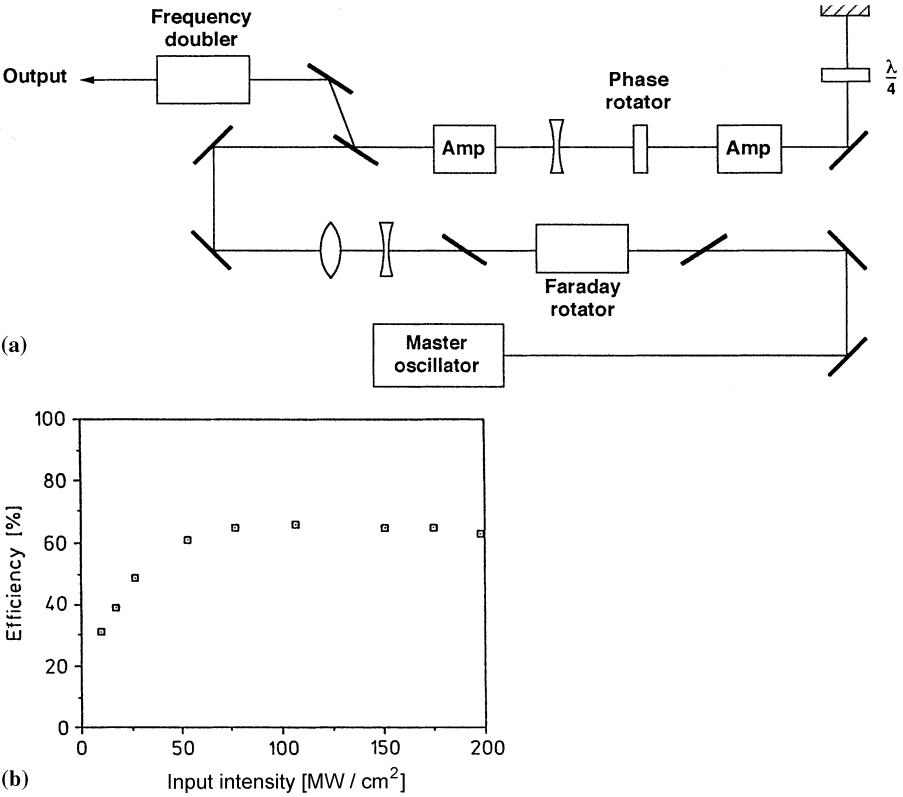 Frequency
doubler
Output
Phase
rotator
λ
4
Amp
Amp
Faraday
rotator
Master
oscillator
(a)
100
80
60
40
20
0
Efficiency [%]
0
50
100
150
200
Input intensity [MW / cm²]
(b)